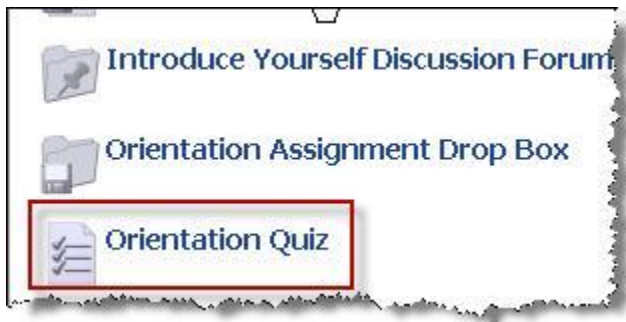 Introduce Yourself Discussion Forum
Orientation Assignment Drop Box
Orientation Quiz